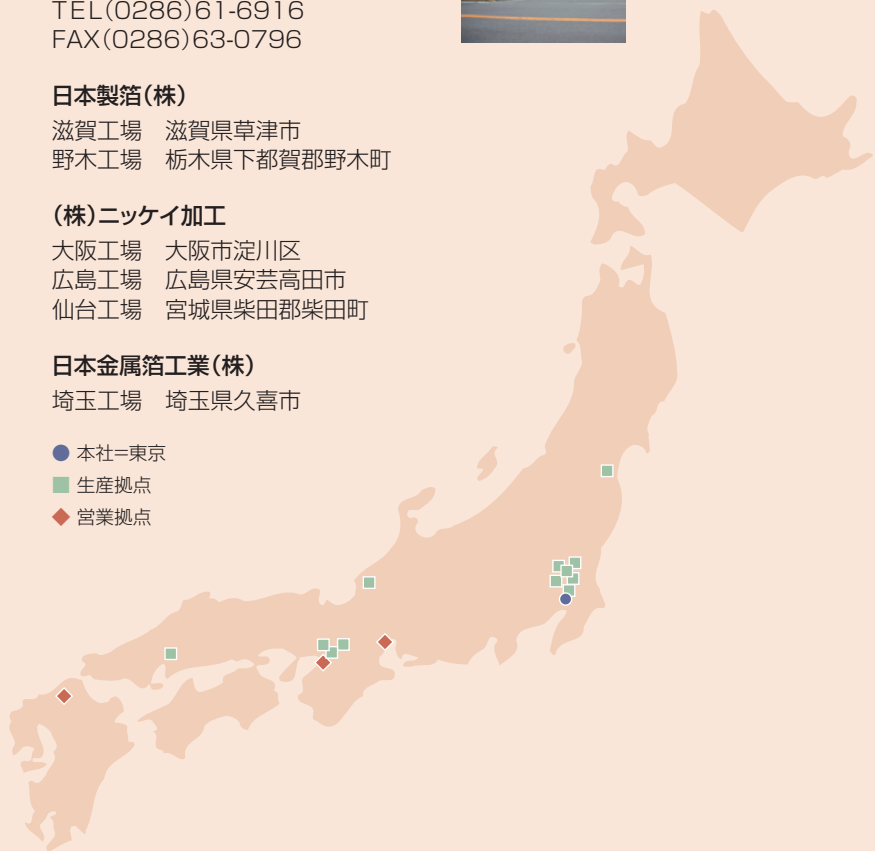 TEL(0286)61-6916
FAX(0286)63-0796
日本製箔(株)
滋賀工場　滋賀県草津市
野木工場　栃木県下都賀郡野木町
(株)ニッケイ加工
大阪工場　大阪市淀川区
広島工場　広島県安芸高田市
仙台工場　宮城県柴田郡柴田町
日本金属箔工業(株)
埼玉工場　埼玉県久喜市
本社=東京
生産拠点
営業拠点